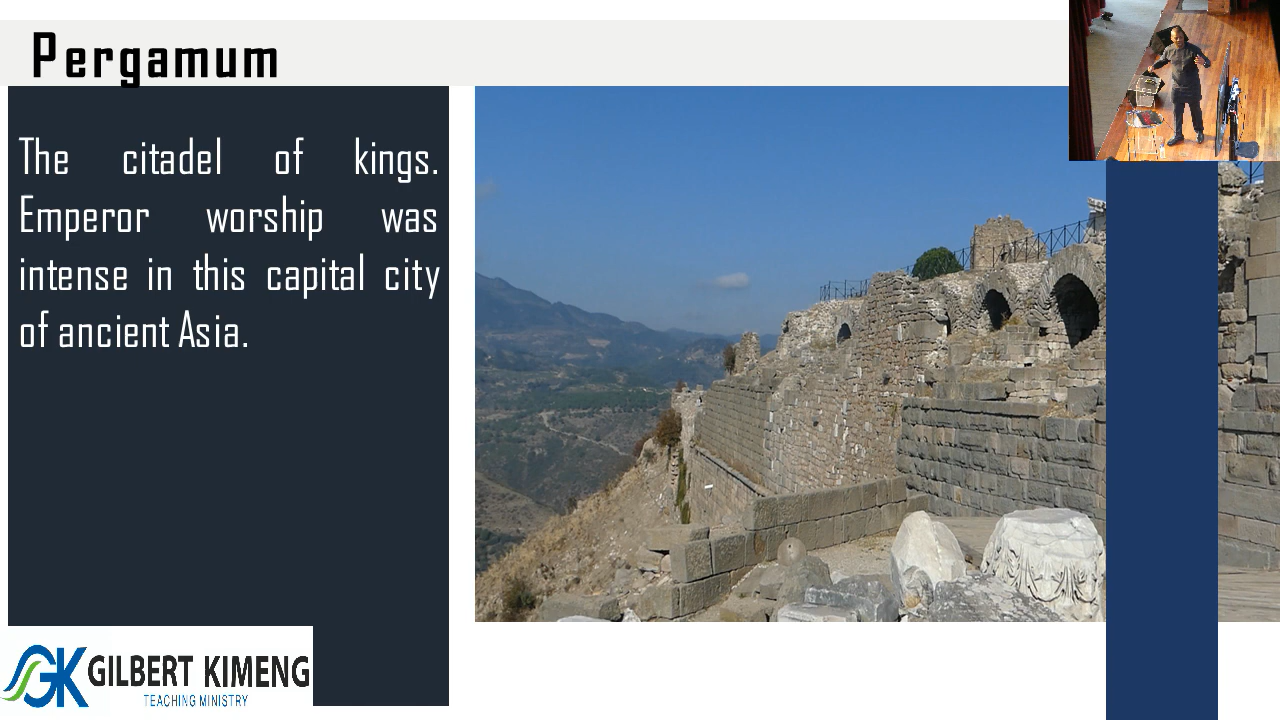 Pergamum
The citadel of kings.
Emperor worship was
intense in this capital city
of ancient Asia.
GK GILBERT KIMENG
TEACHING MINISTRY